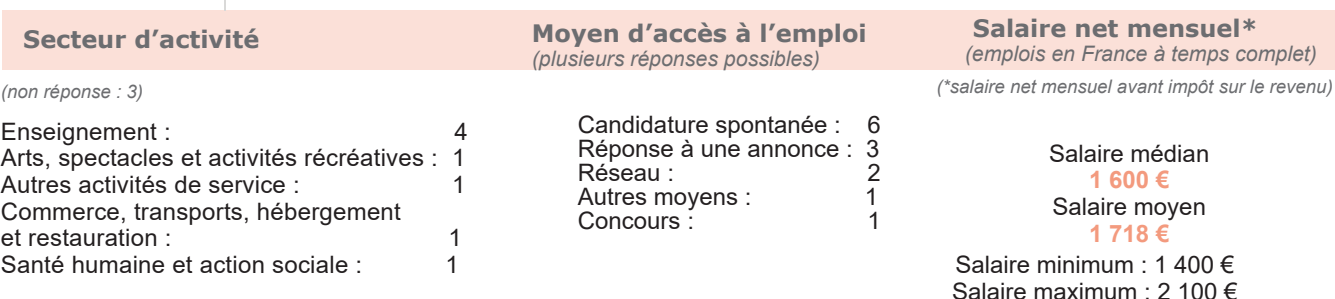 Secteur d'activité
(non réponse : 3)
Enseignement : 4
Arts, spectacles et activités récréatives : 1
Autres activités de service : 1
Commerce, transports, hébergement
et restauration : 1
Santé humaine et action sociale : 1
Moyen d'accès à l'emploi
(plusieurs réponses possibles)
Candidature spontanée : 6
Réponse à une annonce : 3
Réseau : 2
Autres moyens : 1
Concours : 1
Salaire net mensuel*
(emplois en France à temps complet)
(*salaire net mensuel avant impôt sur le revenu)
Salaire médian
1 600 €
Salaire moyen
1 718 €
Salaire minimum : 1 400 €
Salaire maximum : 2 100 €